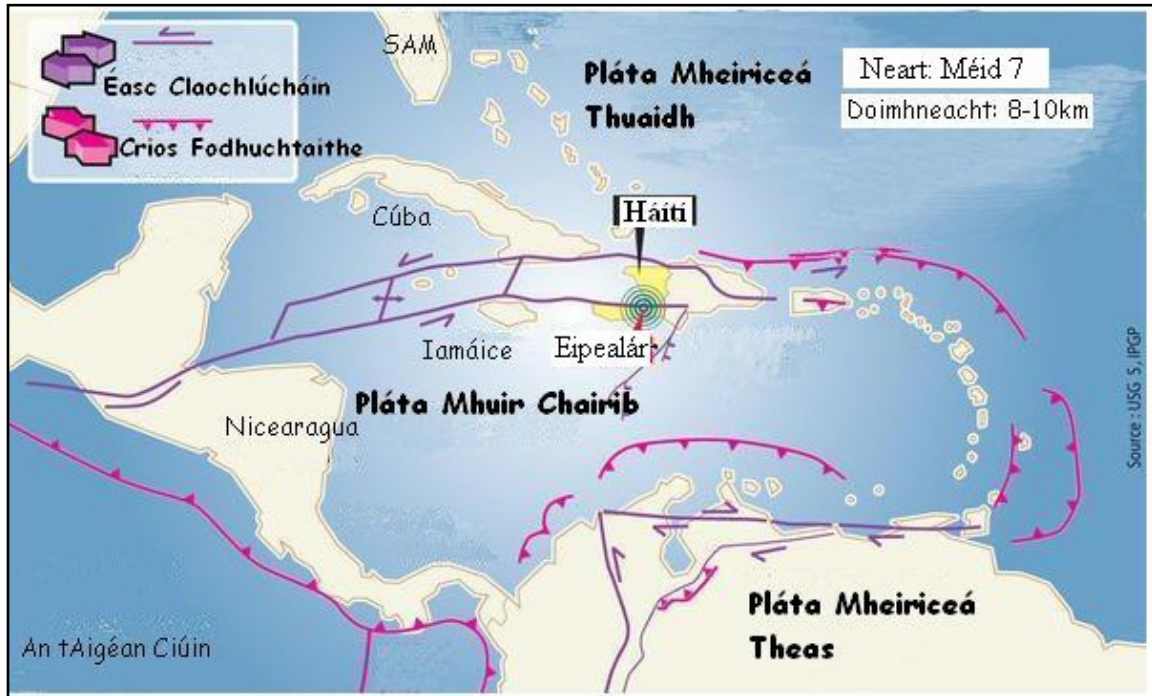 Éasc Claochlúcháin
Crios Fodhuchtaithe
SAM
Pláta Mheiriceá
Thuaidh
Neart: Méid 7
Doimhneacht: 8-10km
Cúba
Háítí
Iamáice
Eipealár
Pláta Mhuir Chairib
Nicearagua
Source : USG S, IPGP
Pláta Mheiriceá
Theas
An tAigéan Ciúin